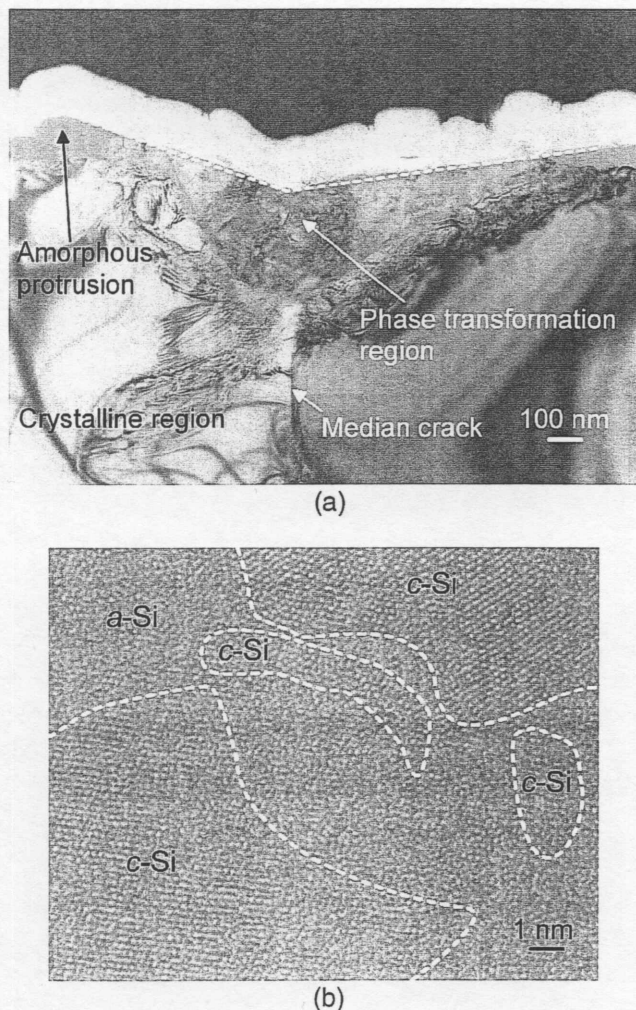 Amorphous
protrusion
Phase transformation
region
Crystalline region
Median crack
100 nm
(a)
a-Si
c-Si
c-Si
c-Si
c-Si
1 nm
(b)